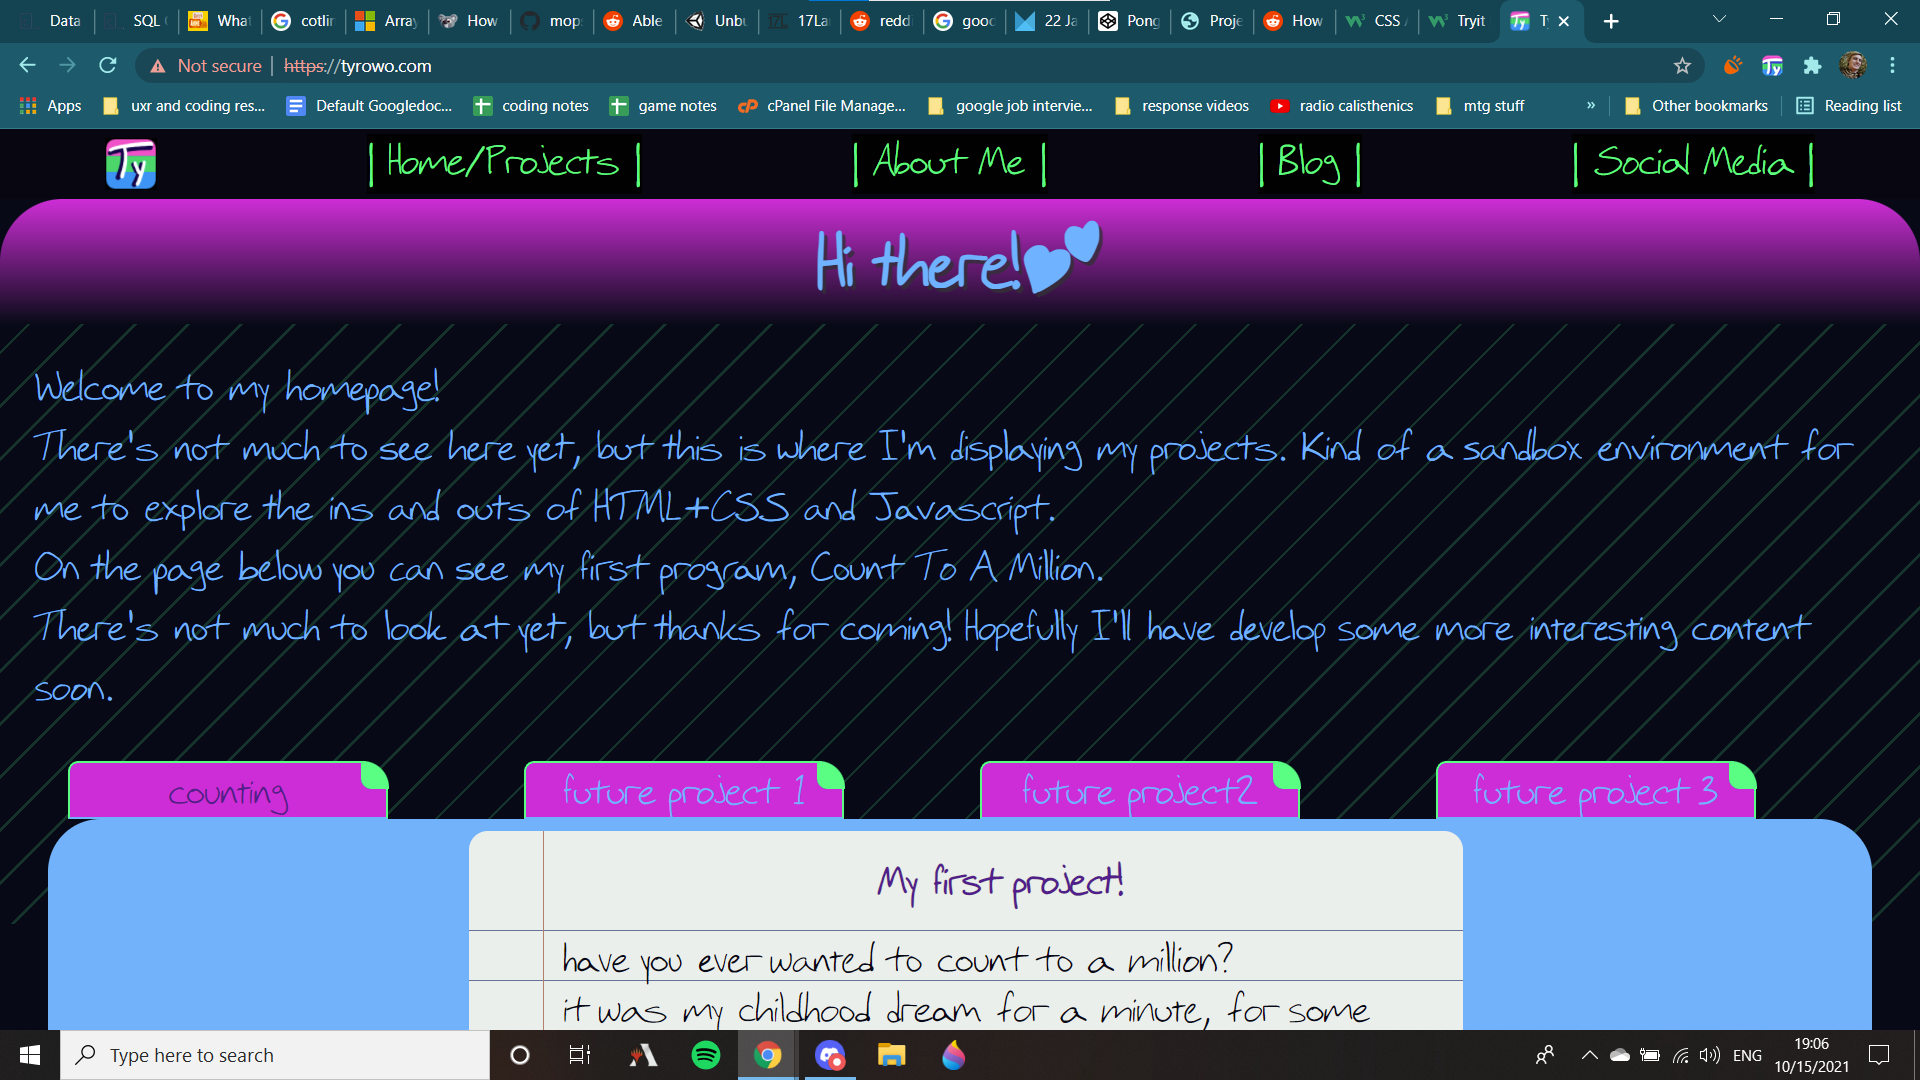 Data SQL What cotlin Array How mop Able Unbu 17La redd goog 22 Ja Pong Proje How CSS Tryit Ty
Not secure https://tyrowo.com
Apps uxr and coding res... Default Googledoc... coding notes game notes cPanel File Manage... google job intervie... response videos radio calisthenics mtg stuff » Other bookmarks Reading list
Ty | Home/Projects | | About Me | | Blog | | Social Media |
Hi there!💕
Welcome to my homepage!
There's not much to see here yet, but this is where I'm displaying my projects. Kind of a sandbox environment for
me to explore the ins and outs of HTML+CSS and Javascript.
On the page below you can see my first program, Count To A Million.
There's not much to look at yet, but thanks for coming! Hopefully I'll have develop some more interesting content
soon.
counting future project 1 future project2 future project 3
My first project!
have you ever wanted to count to a million?
it was my childhood dream for a minute, for some
Type here to search ENG 19:06
10/15/2021